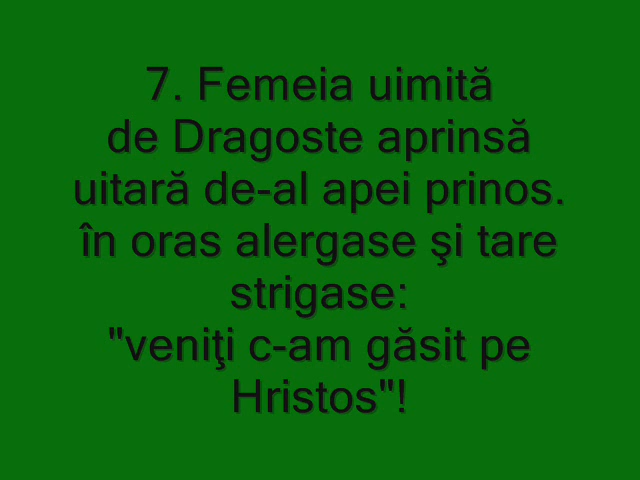 7. Femeia uimită
de Dragoste aprinsă
uitară de-al apei prinos.
în oras alergase şi tare
strigase:
"veniţi c-am găsit pe
Hristos"!